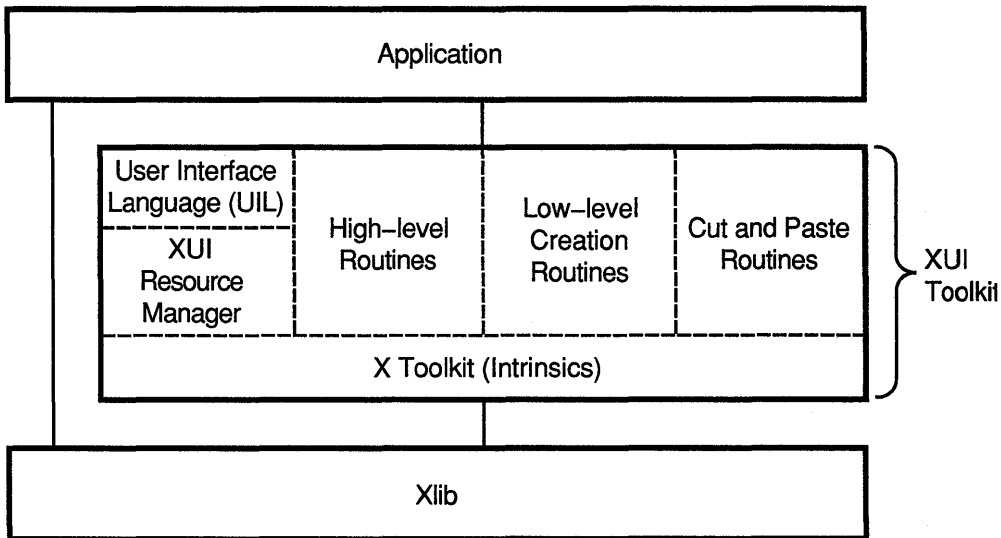 Application
User Interface
Language (UIL)
XUI
Resource
Manager
High–level
Routines
Low–level
Creation
Routines
Cut and Paste
Routines
XUI
Toolkit
X Toolkit (Intrinsics)
Xlib